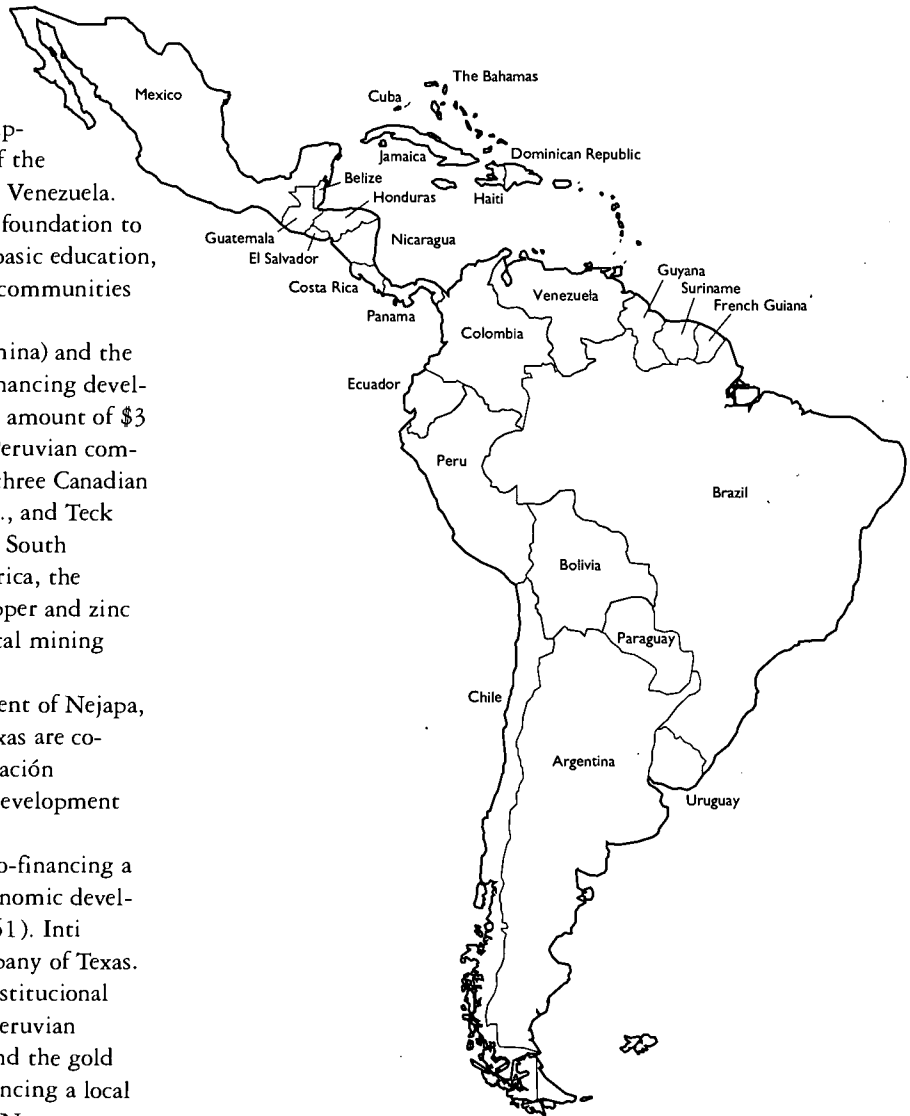 p-
f the
Venezuela.
foundation to
basic education,
communities
nina) and the
nancing devel-
amount of $3
Peruvian com-
three Canadian
., and Teck
South
rica, the
pper and zinc
tal mining
ent of Nejapa,
xas are co-
ación
evelopment
o-financing a
nomic devel-
51). Inti
pany of Texas.
stitucional
eruvian
nd the gold
ncing a local
Mexico
The Bahamas
Cuba
Jamaica
Dominican Republic
Haiti
Belize
Honduras
Guatemala
El Salvador
Nicaragua
Costa Rica
Panama
Venezuela
Guyana
Suriname
French Guiana
Colombia
Ecuador
Peru
Brazil
Bolivia
Paraguay
Chile
Argentina
Uruguay